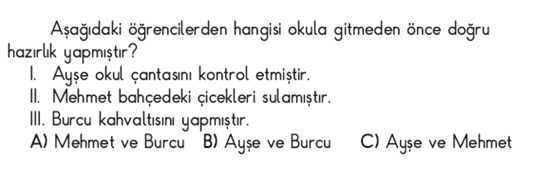 Aşağıdaki öğrencilerden hangisi okula gitmeden önce doğru
hazırlık yapmıştır?
I. Ayşe okul çantasını kontrol etmiştir.
II. Mehmet bahçedeki çicekleri sulamıştır.
III. Burcu kahvaltısını yapmıştır.
A) Mehmet ve Burcu B) Ayşe ve Burcu C) Ayşe ve Mehmet